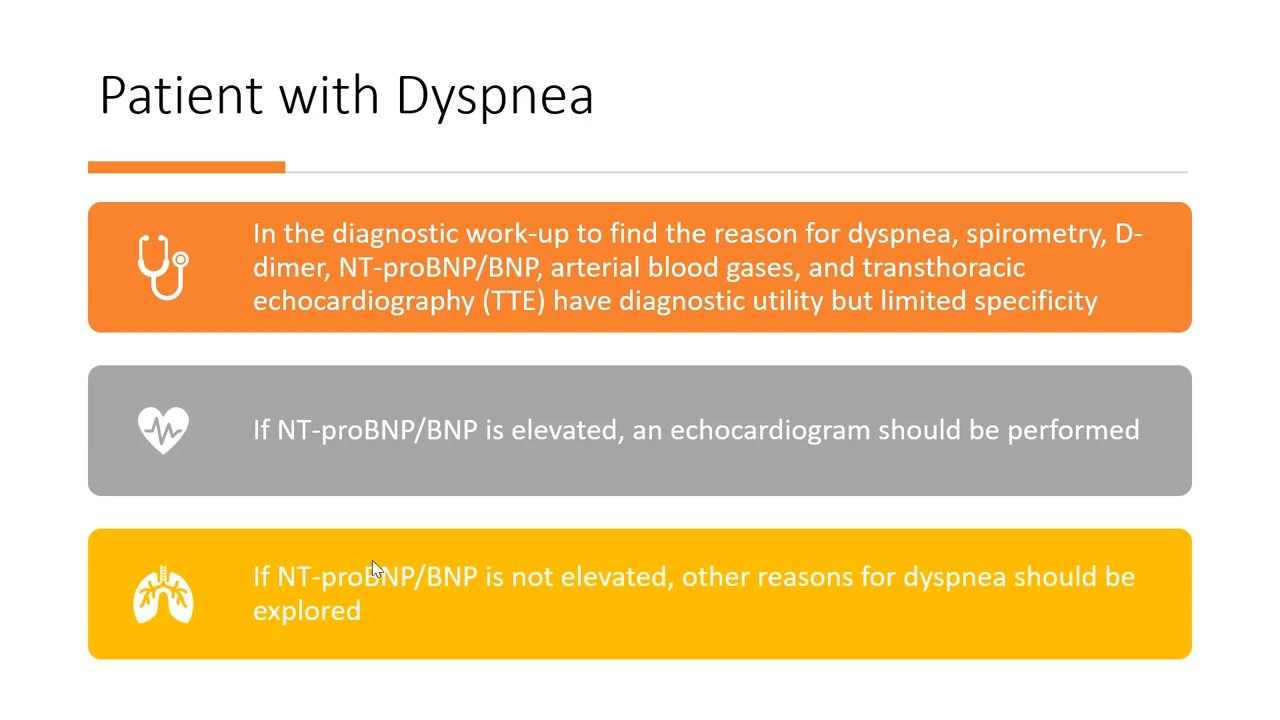 Patient with Dyspnea
In the diagnostic work-up to find the reason for dyspnea, spirometry, D-
dimer, NT-proBNP/BNP, arterial blood gases, and transthoracic
echocardiography (TTE) have diagnostic utility but limited specificity
If NT-proBNP/BNP is elevated, an echocardiogram should be performed
If NT-proBNP/BNP is not elevated, other reasons for dyspnea should be
explored